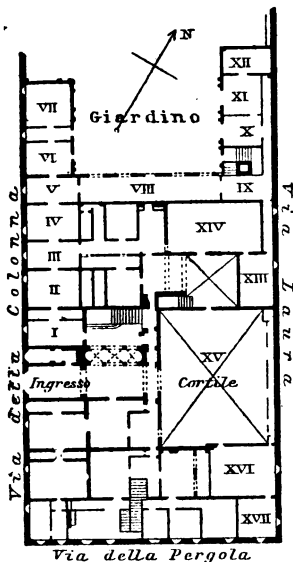 N
XII
VII
XI
Giardino
X
VI
V
VIII
IX
IV
XIV
III
II
XIII
I
XV
Ingresso
Cortile
XVI
XVII
Via della Colonna
Via Laura
Via della Pergola